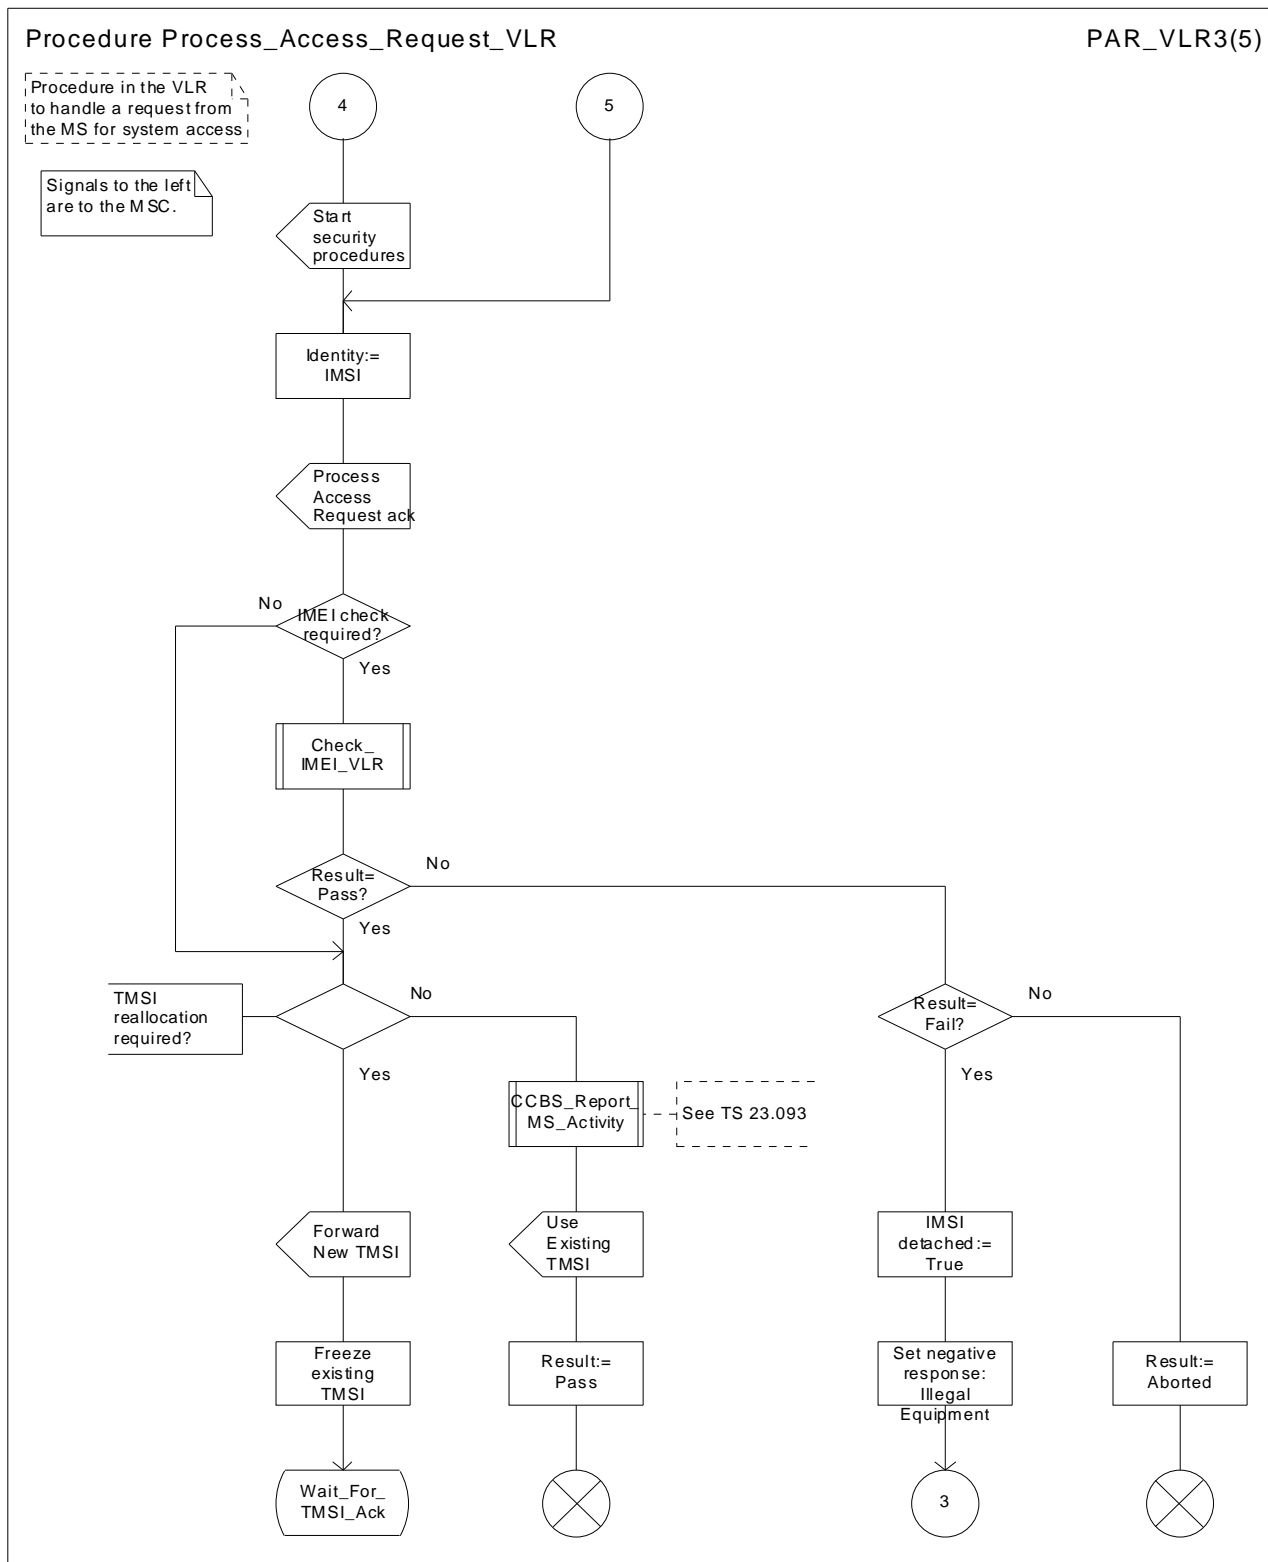 Procedure Process_Access_Request_VLR
PAR_VLR3(5)
Procedure in the VLR
to handle a request from
the MS for system access
4
5
Signals to the left
are to the MSC.
Start
security
procedures
Identity:=
IMSI
Process
Access
Request ack
No
IMEI check
required?
Yes
Check_
IMEI_VLR
Result=
Pass?
No
Yes
TMSI
reallocation
required?
No
Yes
Result=
Fail?
No
Yes
CCBS_Report_
MS_Activity
See TS 23.093
Forward
New TMSI
Use
Existing
TMSI
IMSI
detached:=
True
Freeze
existing
TMSI
Result:=
Pass
Set negative
response:
Illegal
Equipment
Result:=
Aborted
Wait_For_
TMSI_Ack
3